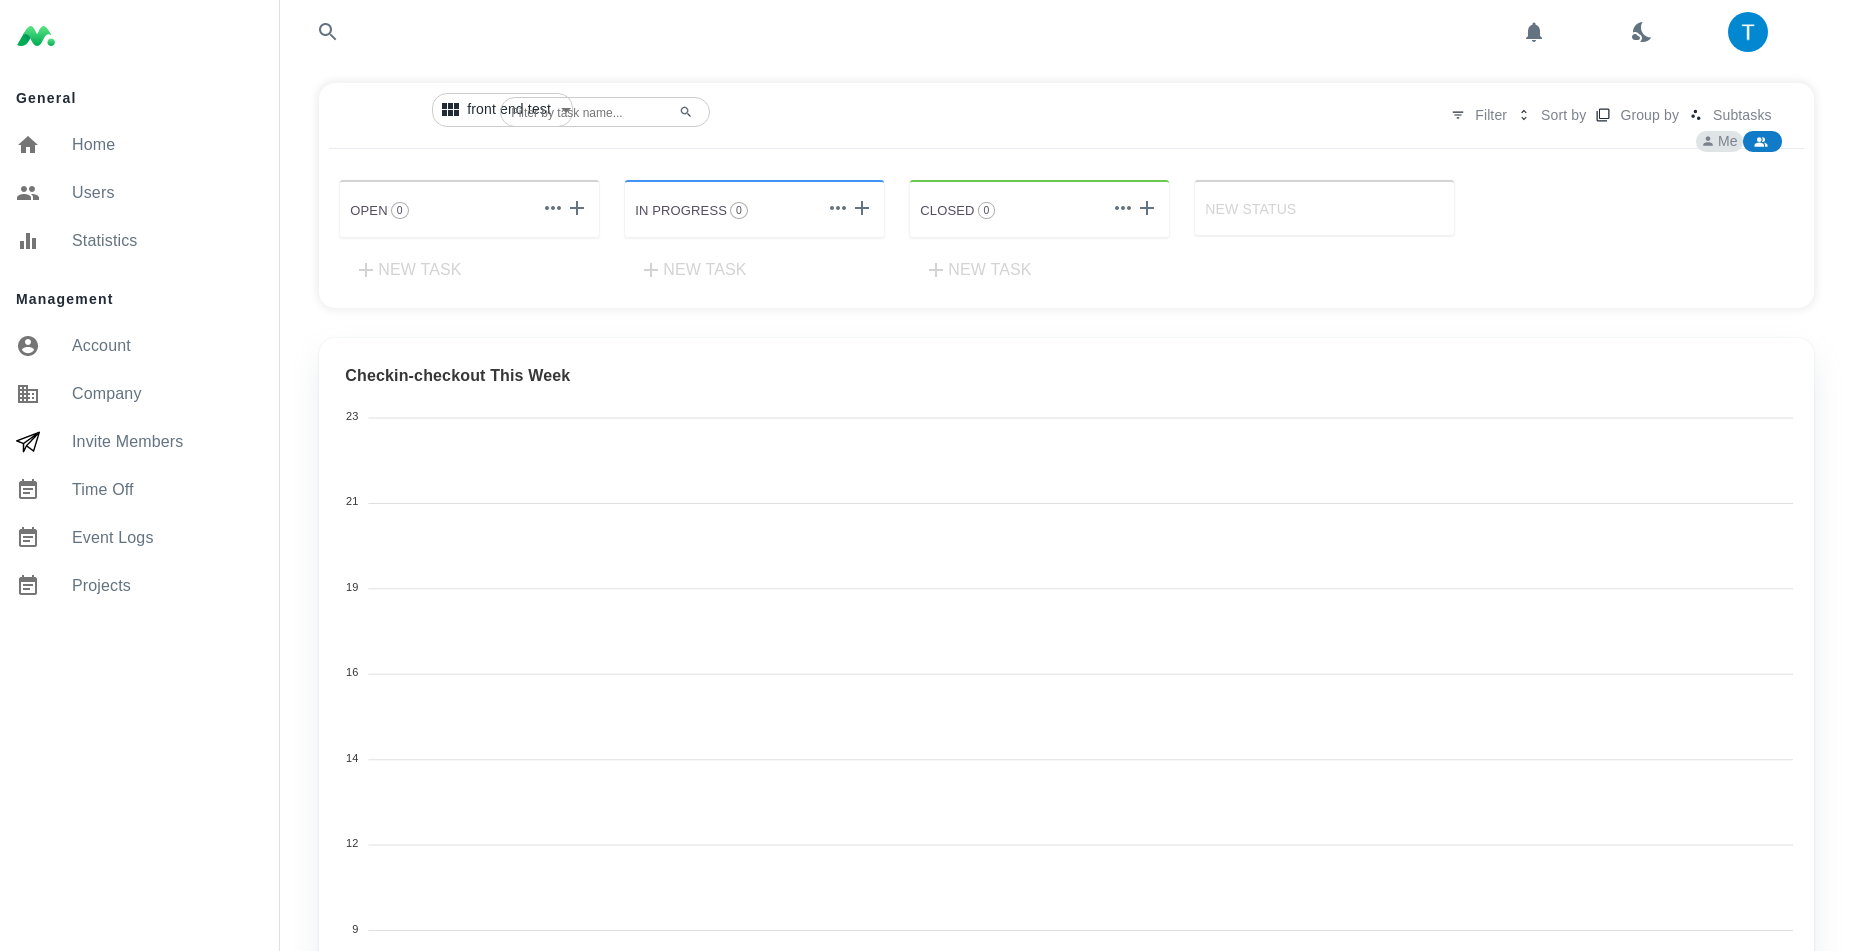 T
General
Home
Users
Statistics
Management
Account
Company
Invite Members
Time Off
Event Logs
Projects
front end test
Filter by task name...
Filter
Sort by
Group by
Subtasks
Me
OPEN 0
IN PROGRESS 0
CLOSED 0
NEW STATUS
NEW TASK
NEW TASK
NEW TASK
Checkin-checkout This Week
23
21
19
16
14
12
9